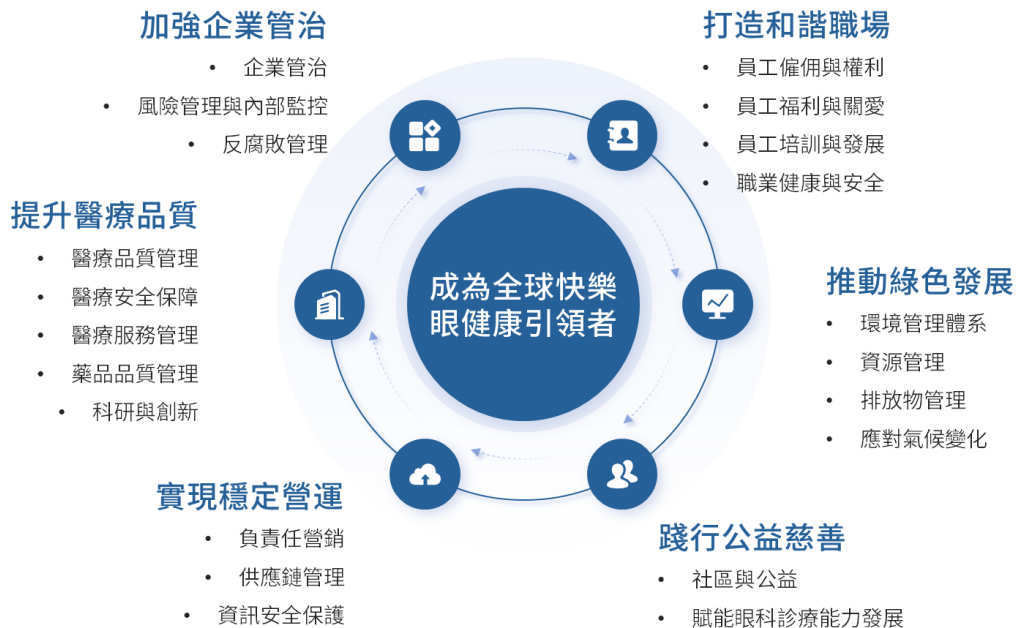 加強企業管治
• 企業管治
• 風險管理與內部監控
• 反腐敗管理
打造和諧職場
• 員工僱佣與權利
• 員工福利與關愛
• 員工培訓與發展
• 職業健康與安全
提升醫療品質
• 醫療品質管理
• 醫療安全保障
• 醫療服務管理
• 藥品品質管理
• 科研與創新
成為全球快樂
眼健康引領者
推動綠色發展
• 環境管理體系
• 資源管理
• 排放物管理
• 應對氣候變化
實現穩定營運
• 負責任營銷
• 供應鏈管理
• 資訊安全保護
踐行公益慈善
• 社區與公益
• 賦能眼科診療能力發展